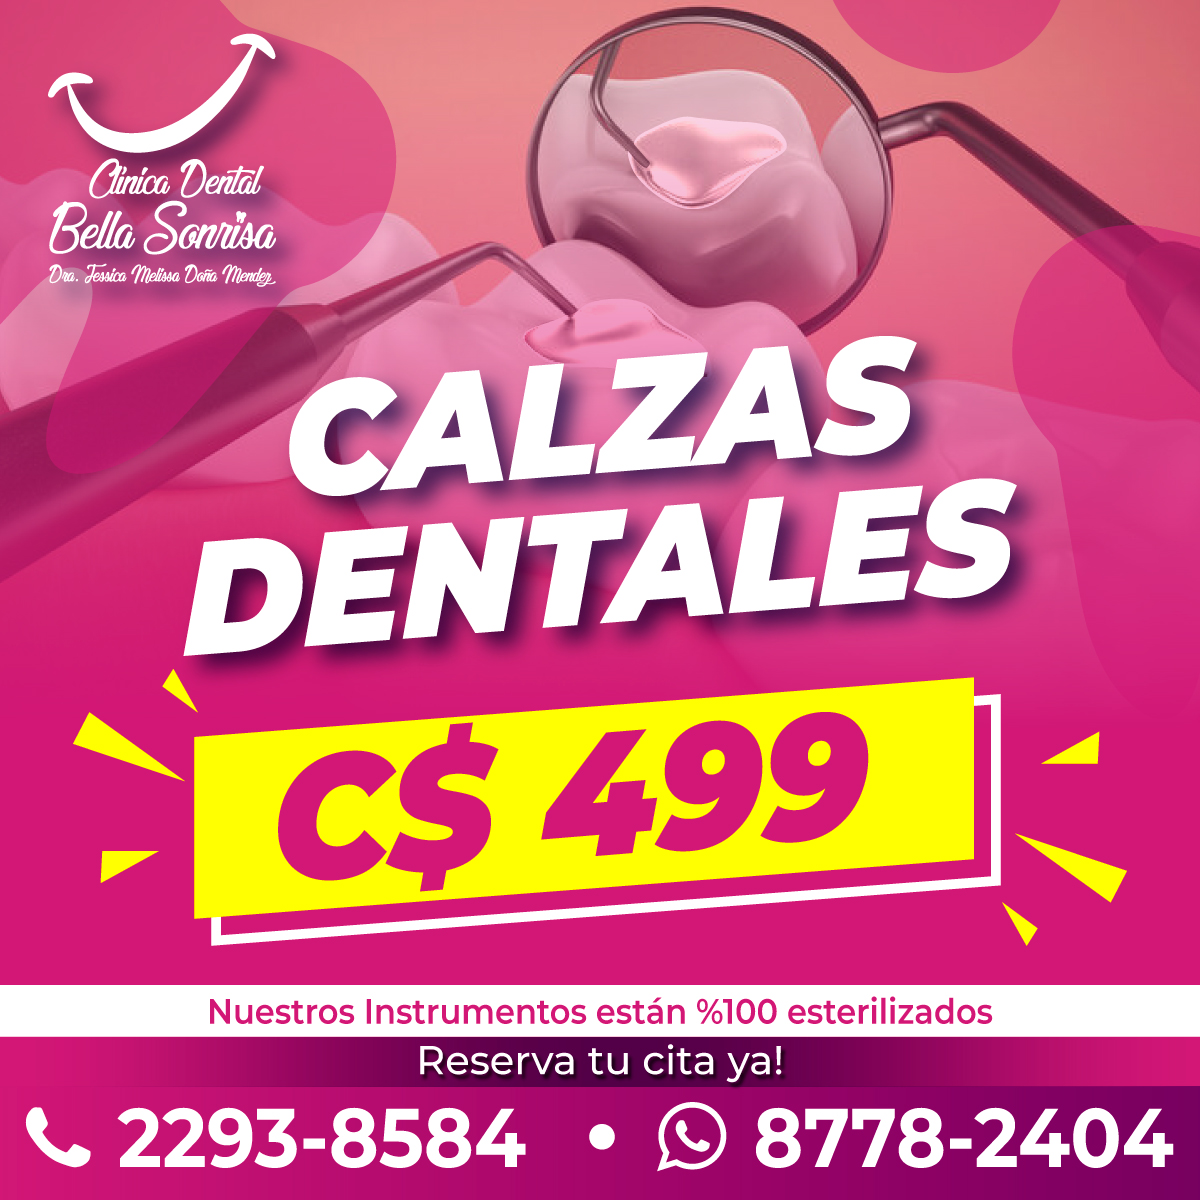 Clinica Dental
Bella Sonrisa
Dra. Jessica Melissa Doña Mendez
CALZAS
DENTALES
C$ 499
Nuestros Instrumentos están %100 esterilizados
Reserva tu cita ya!
2293-8584 • 8778-2404